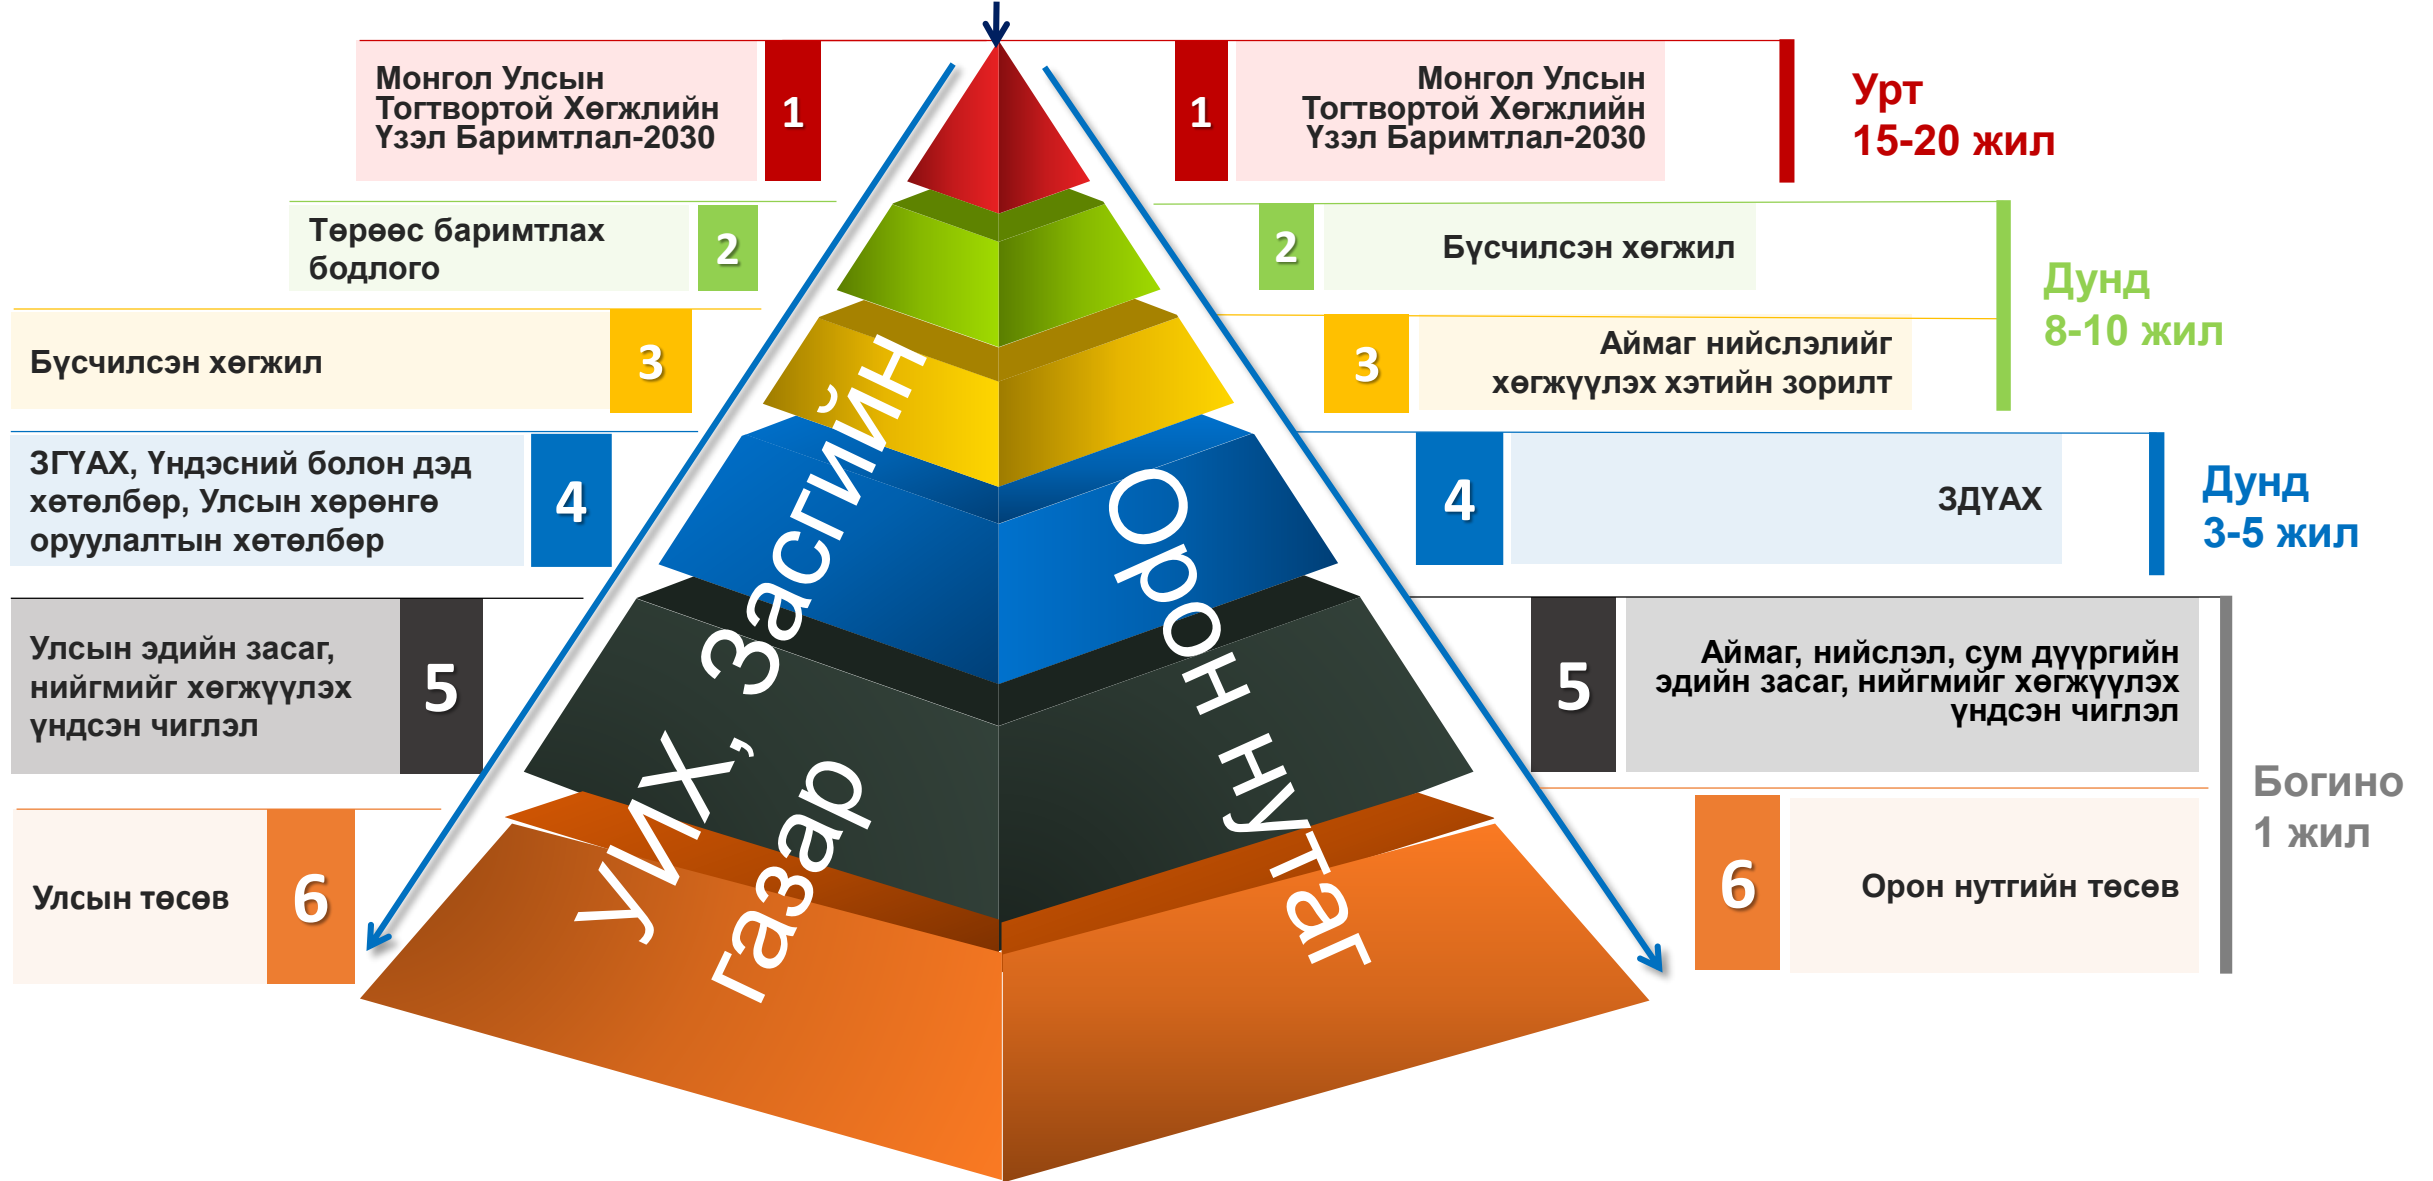 Монгол Улсын
Тогтвортой Хөгжлийн
Үзэл Баримтлал-2030
1
1
Монгол Улсын
Тогтвортой Хөгжлийн
Үзэл Баримтлал-2030
Урт
15-20 жил
Төрөөс баримтлах
бодлого
2
2
Бүсчилсэн хөгжил
Дунд
8-10 жил
Бүсчилсэн хөгжил
3
3
Аймаг нийслэлийг
хөгжүүлэх хэтийн зорилт
ЗГҮАХ, Үндэсний болон дэд
хөтөлбөр, Улсын хөрөнгө
оруулалтын хөтөлбөр
4
4
ЗДҮАХ
Дунд
3-5 жил
Улсын эдийн засаг,
нийгмийг хөгжүүлэх
үндсэн чиглэл
5
5
Аймаг, нийслэл, сум дүүргийн
эдийн засаг, нийгмийг хөгжүүлэх
үндсэн чиглэл
Богино
1 жил
Улсын төсөв
6
6
Орон нутгийн төсөв
УИХ, Засгийн
газар
Орон нутаг